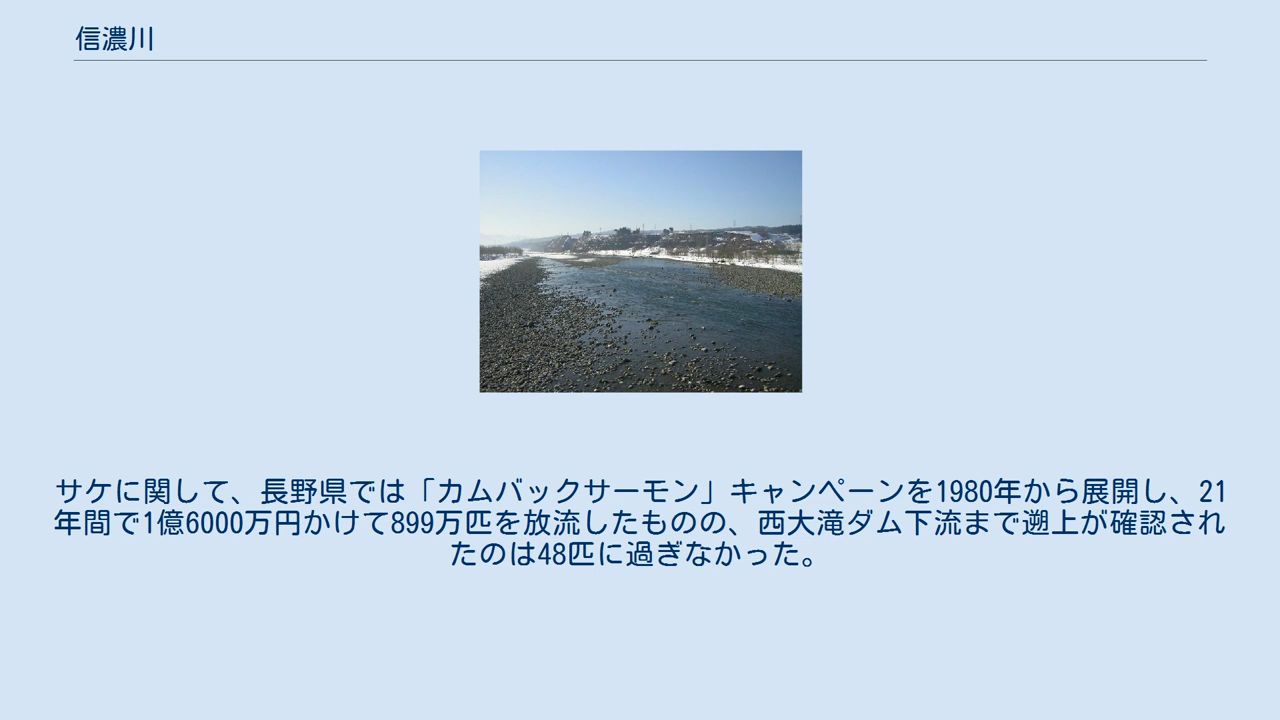 信濃川
サケに関して、長野県では「カムバックサーモン」キャンペーンを1980年から展開し、21
年間で1億6000万円かけて899万匹を放流したものの、西大滝ダム下流まで遡上が確認され
たのは48匹に過ぎなかった。